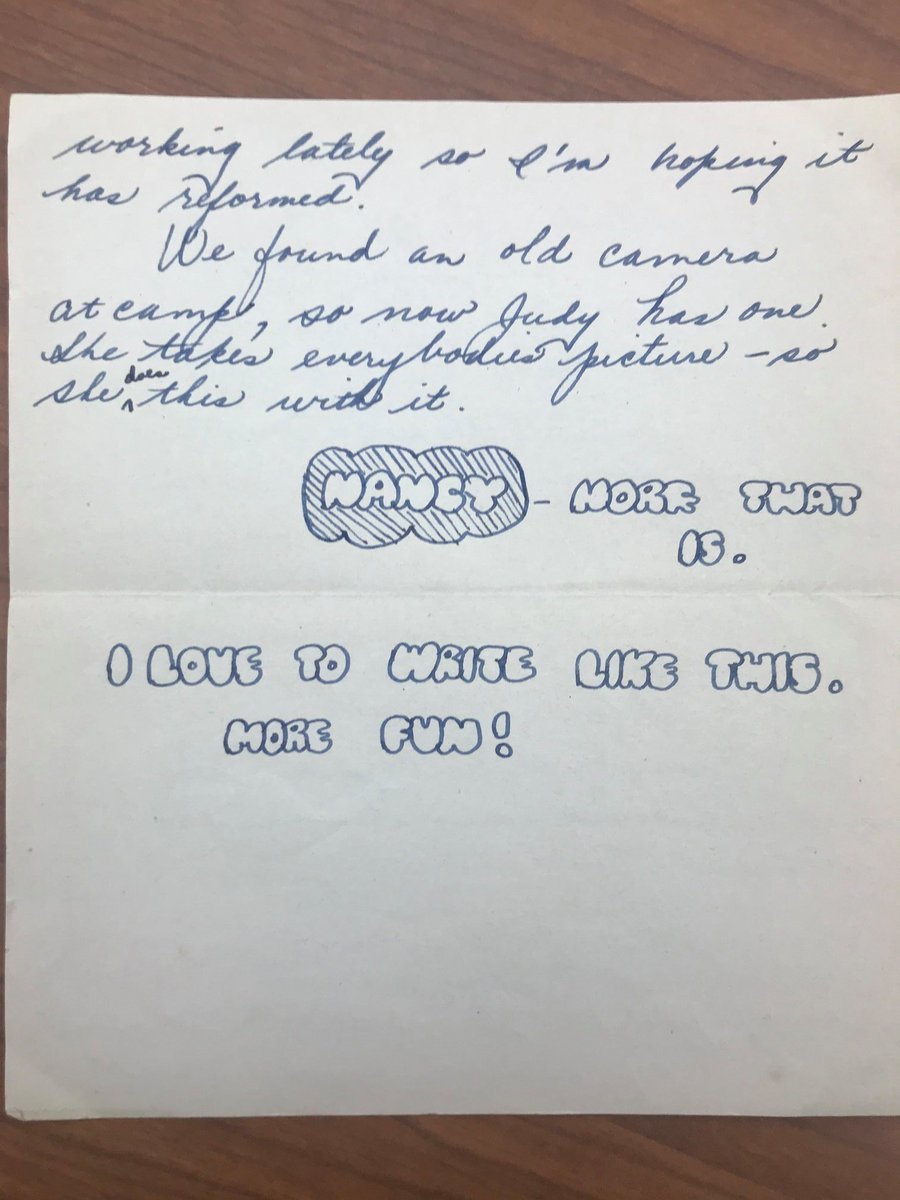 working lately so I'm hoping it
has reformed.
We found an old camera
at camp, so now Judy has one.
She takes everybodies picture – so
she does this with it.
NANCY – MORE THAT
IS.
I LOVE TO WRITE LIKE THIS.
MORE FUN!